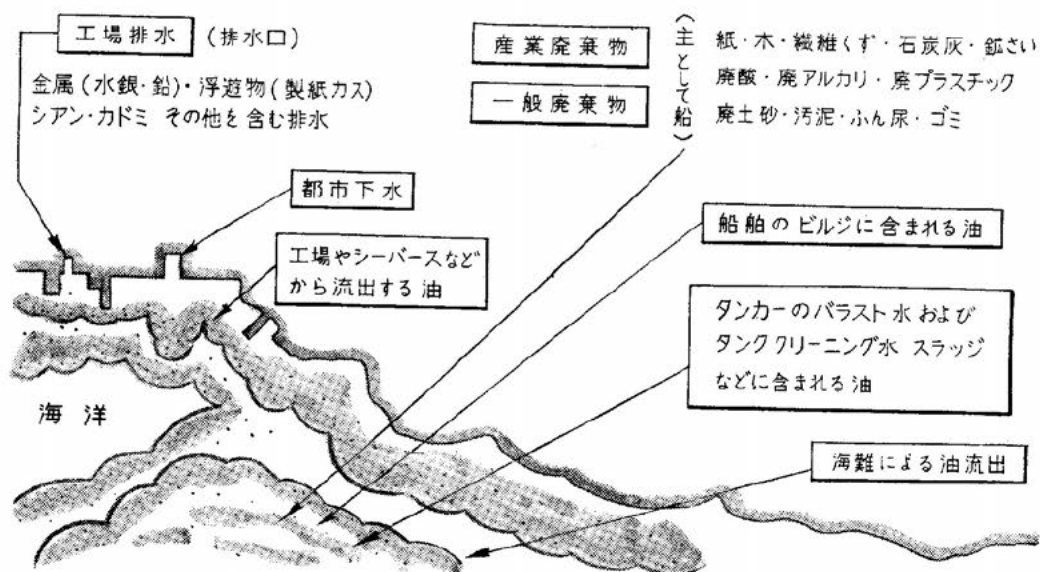 工場排水 (排水口)
金属(水銀・鉛)・浮遊物(製紙カス)
シアン・カドミ その他を含む排水
産業廃棄物
一般廃棄物
(主として船)
紙・木・繊維くず・石炭灰・鉱さい
廃酸・廃アルカリ・廃プラスチック
廃土砂・汚泥・ふん尿・ゴミ
都市下水
工場やシーバースなど
から流出する油
船舶のビルジに含まれる油
タンカーのバラスト水および
タンククリーニング水 スラッジ
などに含まれる油
海洋
海難による油流出